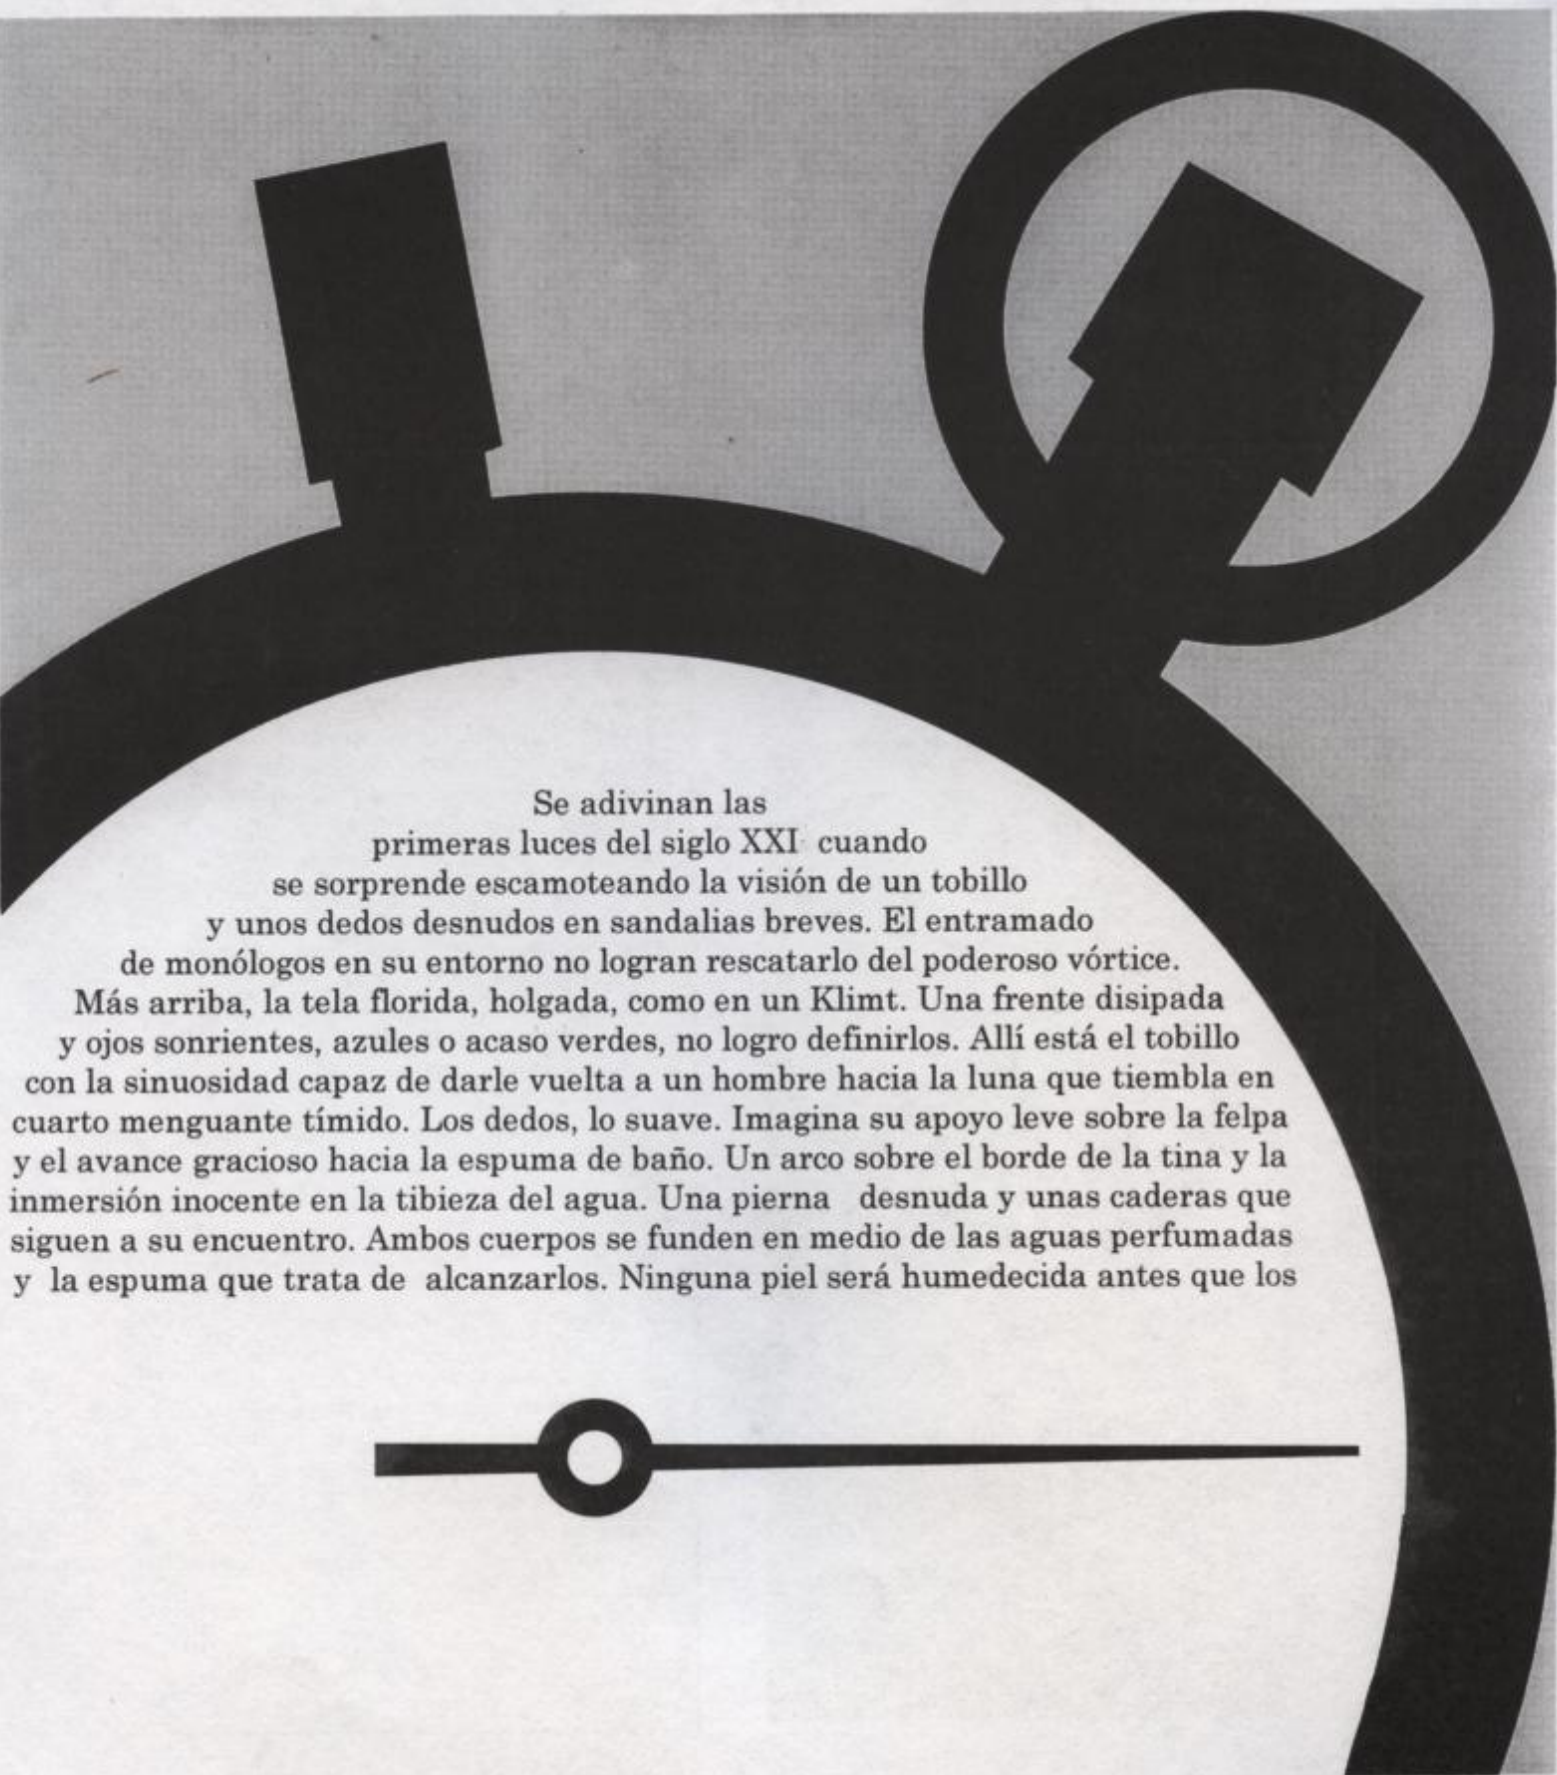 Se adivinan las
primeras luces del siglo XXI cuando
se sorprende escamoteando la visión de un tobillo
y unos dedos desnudos en sandalias breves. El entramado
de monólogos en su entorno no logran rescatarlo del poderoso vórtice.
Más arriba, la tela florida, holgada, como en un Klimt. Una frente disipada
y ojos sonrientes, azules o acaso verdes, no logro definirlos. Allí está el tobillo
con la sinuosidad capaz de darle vuelta a un hombre hacia la luna que tiembla en
cuarto menguante tímido. Los dedos, lo suave. Imagina su apoyo leve sobre la felpa
y el avance gracioso hacia la espuma de baño. Un arco sobre el borde de la tina y la
inmersión inocente en la tibieza del agua. Una pierna desnuda y unas caderas que
siguen a su encuentro. Ambos cuerpos se funden en medio de las aguas perfumadas
y la espuma que trata de alcanzarlos. Ninguna piel será humedecida antes que los